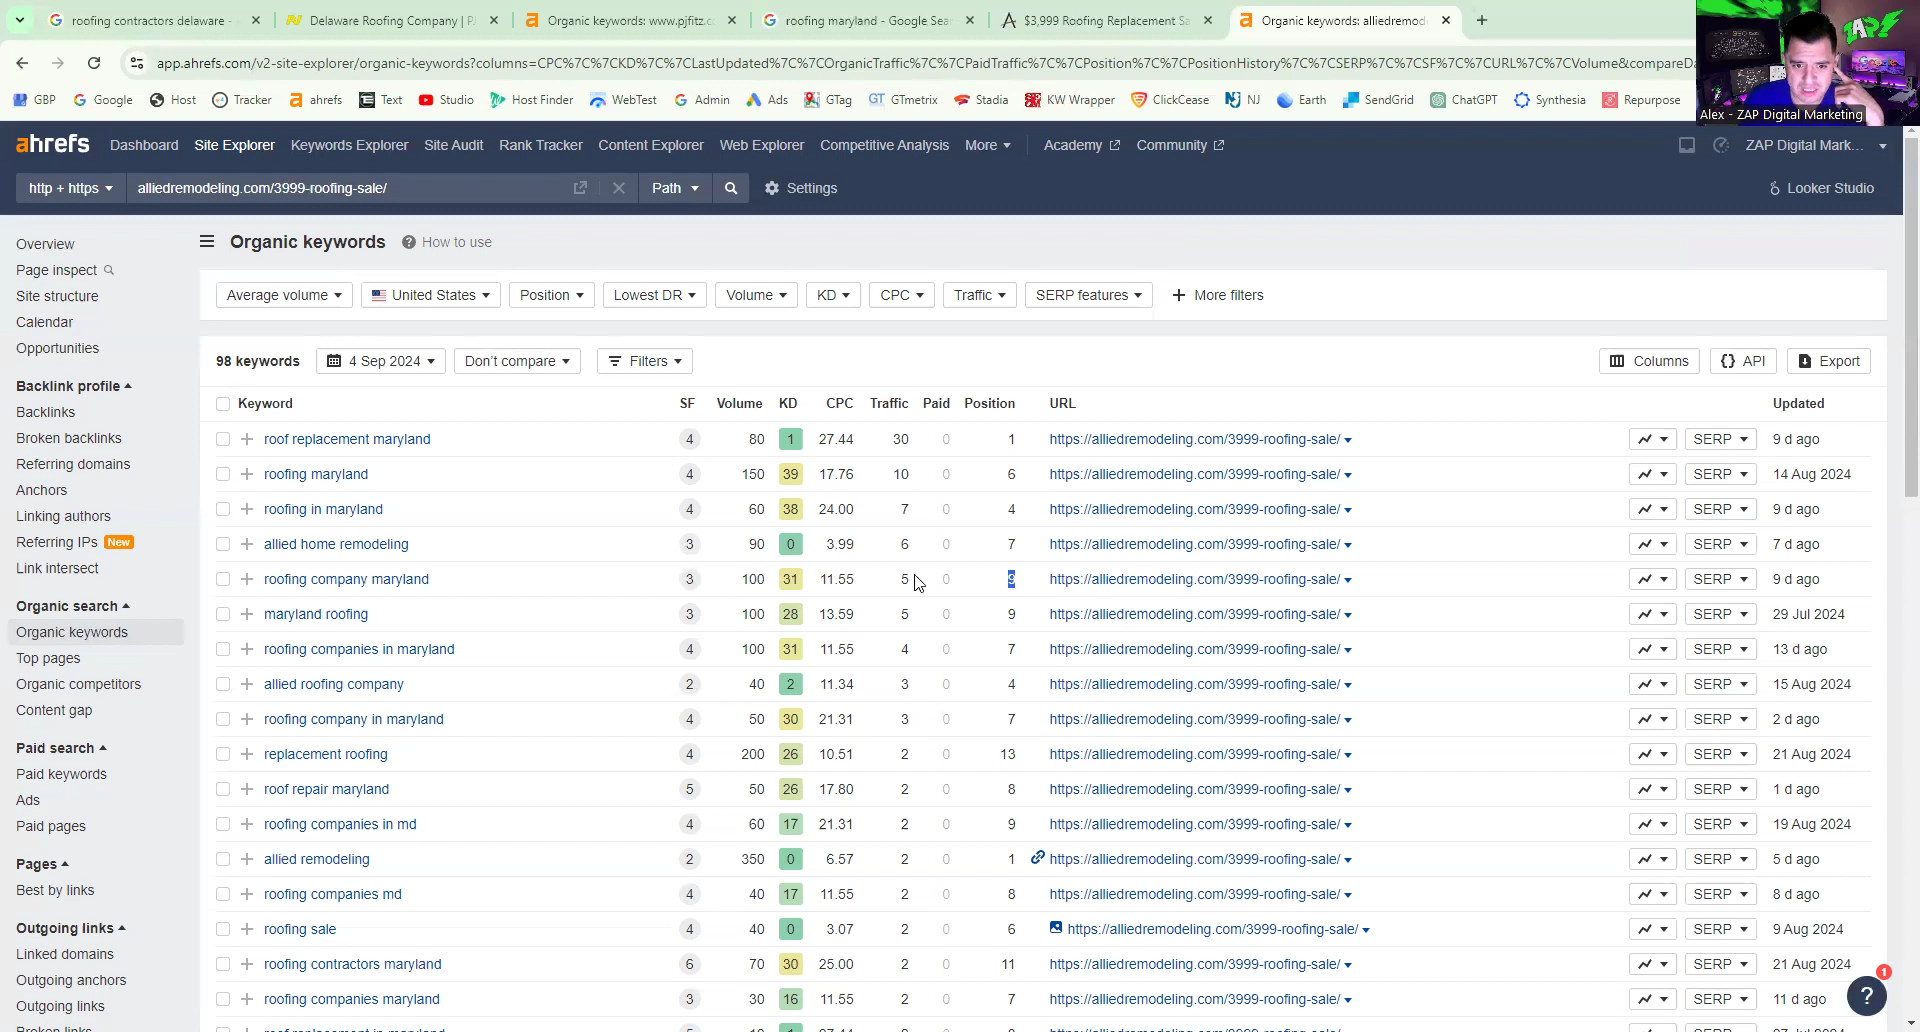 roofing contractors delaware -
Delaware Roofing Company | PJ
Organic keywords: www.pjfitz.c
roofing maryland - Google Sear
$3,999 Roofing Replacement Sa
Organic keywords: alliedremod
app.ahrefs.com/v2-site-explorer/organic-keywords?columns=CPC%7C%7CKD%7C%7CLastUpdated%7C%7COrganicTraffic%7C%7CPaidTraffic%7C%7CPosition%7C%7CPositionHistory%7C%7CSERP%7C%7CSF%7C%7CURL%7C%7CVolume&compareDa
GBP Google Host Tracker ahrefs Text Studio Host Finder WebTest Admin Ads GTag GTmetrix Stadia KW Wrapper ClickCease NJ Earth SendGrid ChatGPT Synthesia Repurpose
ZAP!
Alex - ZAP Digital Marketing
ahrefs Dashboard Site Explorer Keywords Explorer Site Audit Rank Tracker Content Explorer Web Explorer Competitive Analysis More Academy Community ZAP Digital Mark...
http + https alliedremodeling.com/3999-roofing-sale/ Path Settings Looker Studio
Overview
Page inspect
Site structure
Calendar
Opportunities
Backlink profile
Backlinks
Broken backlinks
Referring domains
Anchors
Linking authors
Referring IPs New
Link intersect
Organic search
Organic keywords
Top pages
Organic competitors
Content gap
Paid search
Paid keywords
Ads
Paid pages
Pages
Best by links
Outgoing links
Linked domains
Outgoing anchors
Outgoing links
Broken links
Organic keywords ? How to use
Average volume United States Position Lowest DR Volume KD CPC Traffic SERP features + More filters
98 keywords 4 Sep 2024 Don't compare Filters Columns {} API Export
Keyword SF Volume KD CPC Traffic Paid Position URL Updated
roof replacement maryland 4 80 1 27.44 30 0 1 https://alliedremodeling.com/3999-roofing-sale/ SERP 9 d ago
roofing maryland 4 150 39 17.76 10 0 6 https://alliedremodeling.com/3999-roofing-sale/ SERP 14 Aug 2024
roofing in maryland 4 60 38 24.00 7 0 4 https://alliedremodeling.com/3999-roofing-sale/ SERP 9 d ago
allied home remodeling 3 90 0 3.99 6 0 7 https://alliedremodeling.com/3999-roofing-sale/ SERP 7 d ago
roofing company maryland 3 100 31 11.55 5 0 9 https://alliedremodeling.com/3999-roofing-sale/ SERP 9 d ago
maryland roofing 3 100 28 13.59 5 0 9 https://alliedremodeling.com/3999-roofing-sale/ SERP 29 Jul 2024
roofing companies in maryland 4 100 31 11.55 4 0 7 https://alliedremodeling.com/3999-roofing-sale/ SERP 13 d ago
allied roofing company 2 40 2 11.34 3 0 4 https://alliedremodeling.com/3999-roofing-sale/ SERP 15 Aug 2024
roofing company in maryland 4 50 30 21.31 3 0 7 https://alliedremodeling.com/3999-roofing-sale/ SERP 2 d ago
replacement roofing 4 200 26 10.51 2 0 13 https://alliedremodeling.com/3999-roofing-sale/ SERP 21 Aug 2024
roof repair maryland 5 50 26 17.80 2 0 8 https://alliedremodeling.com/3999-roofing-sale/ SERP 1 d ago
roofing companies in md 4 60 17 21.31 2 0 9 https://alliedremodeling.com/3999-roofing-sale/ SERP 19 Aug 2024
allied remodeling 2 350 0 6.57 2 0 1 https://alliedremodeling.com/3999-roofing-sale/ SERP 5 d ago
roofing companies md 4 40 17 11.55 2 0 8 https://alliedremodeling.com/3999-roofing-sale/ SERP 8 d ago
roofing sale 4 40 0 3.07 2 0 6 https://alliedremodeling.com/3999-roofing-sale/ SERP 9 Aug 2024
roofing contractors maryland 6 70 30 25.00 2 0 11 https://alliedremodeling.com/3999-roofing-sale/ SERP 21 Aug 2024
roofing companies maryland 3 30 16 11.55 2 0 7 https://alliedremodeling.com/3999-roofing-sale/ SERP 11 d ago
1
?